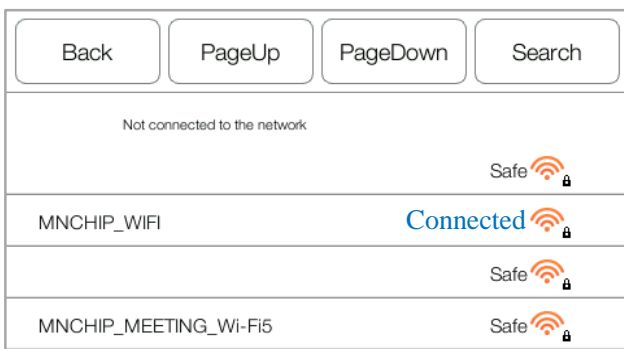 Back PageUp PageDown Search
Not connected to the network
Safe
MNCHIP_WIFI Connected
Safe
MNCHIP_MEETING_Wi-Fi5 Safe